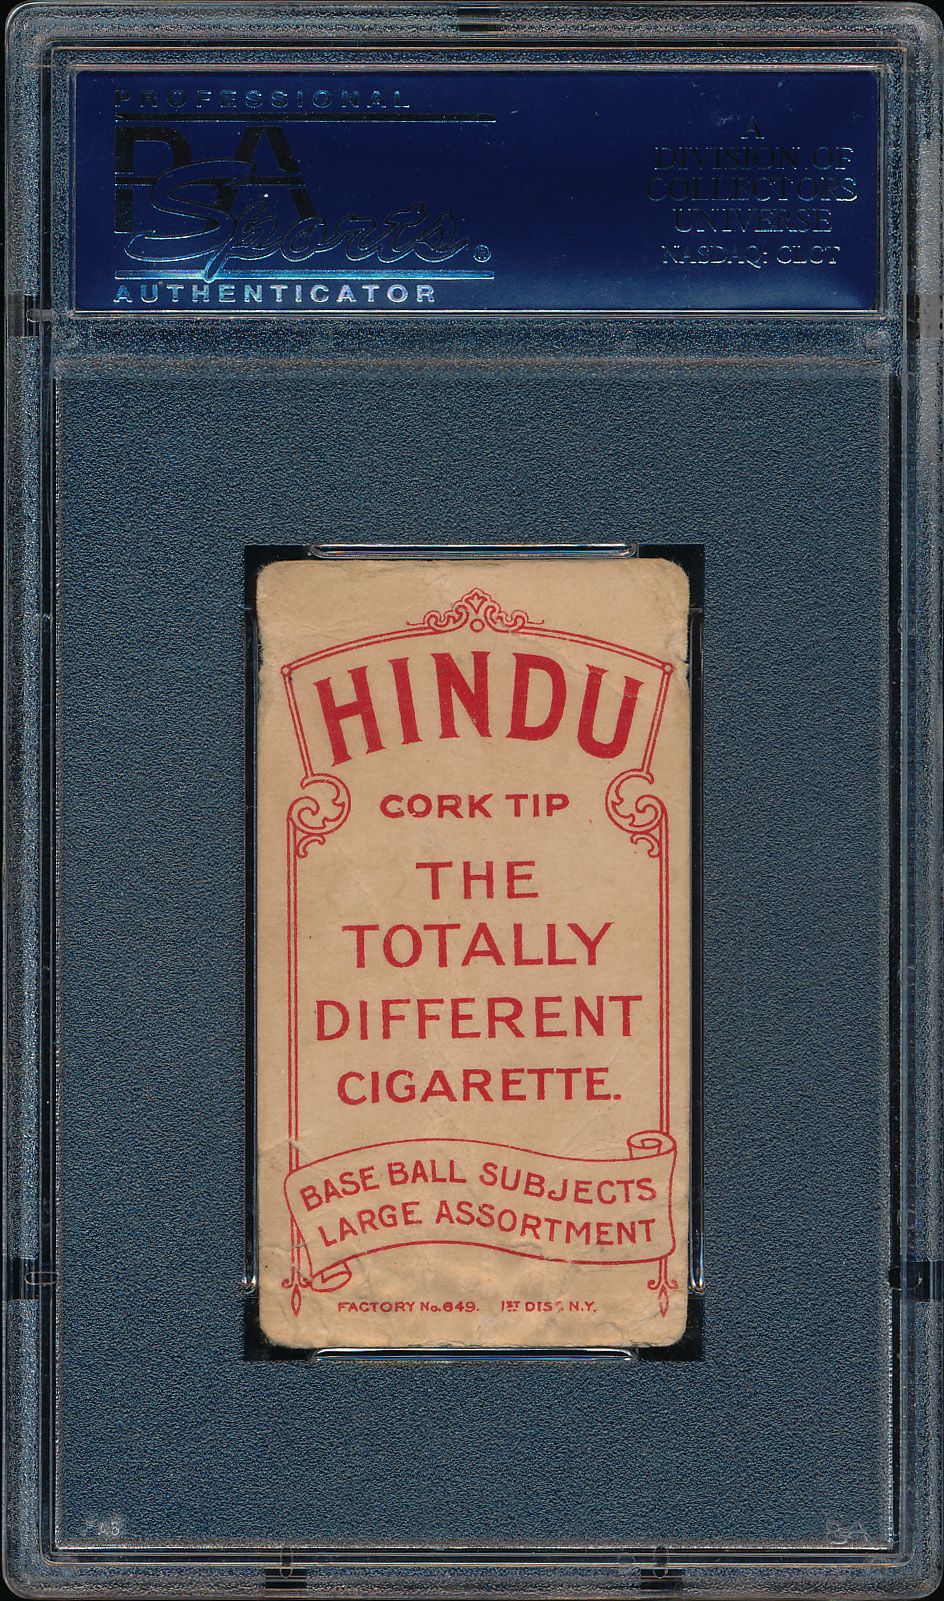 PROFESSIONAL
PSA
Sports®
AUTHENTICATOR
A
DIVISION OF
COLLECTORS
UNIVERSE
NASDAQ: CLCT
HINDU
CORK TIP
THE
TOTALLY
DIFFERENT
CIGARETTE.
BASE BALL SUBJECTS
LARGE ASSORTMENT
FACTORY No. 649. 1ST DIST. N.Y.
PSA